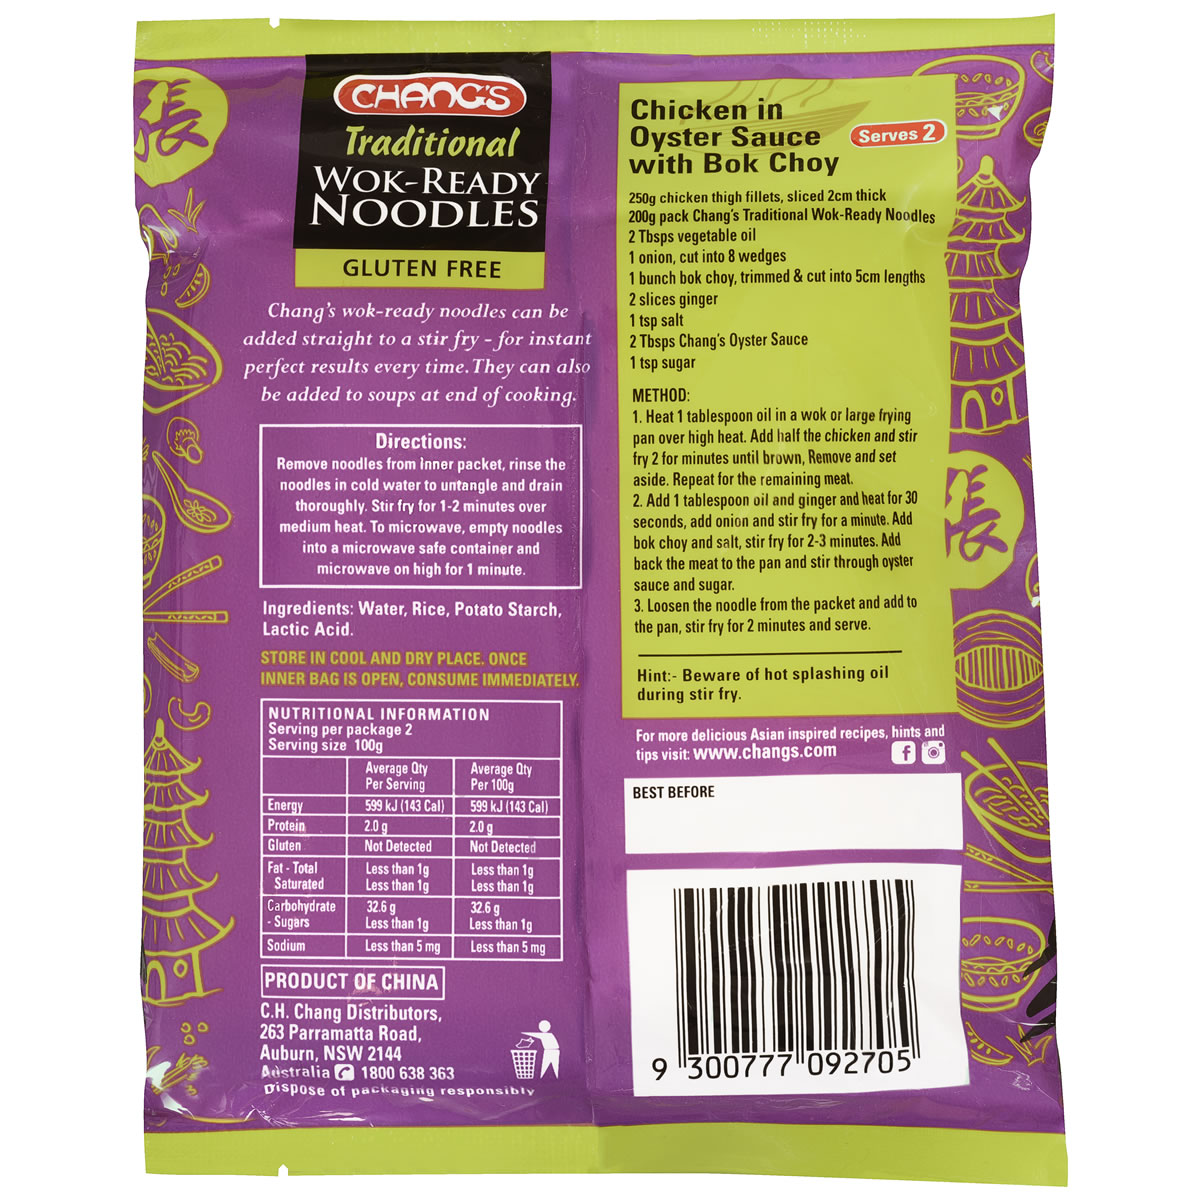 張
CHANG'S
Traditional
WOK-READY
NOODLES
GLUTEN FREE
Chang's wok-ready noodles can be
added straight to a stir fry - for instant
perfect results every time. They can also
be added to soups at end of cooking.
Directions:
Remove noodles from inner packet, rinse the
noodles in cold water to untangle and drain
thoroughly. Stir fry for 1-2 minutes over
medium heat. To microwave, empty noodles
into a microwave safe container and
microwave on high for 1 minute.
Ingredients: Water, Rice, Potato Starch,
Lactic Acid.
STORE IN COOL AND DRY PLACE. ONCE
INNER BAG IS OPEN, CONSUME IMMEDIATELY.
NUTRITIONAL INFORMATION
Serving per package 2
Serving size 100g
Average Qty Per Serving Average Qty Per 100g
Energy 599 kJ (143 Cal) 599 kJ (143 Cal)
Protein 2.0 g 2.0 g
Gluten Not Detected Not Detected
Fat - Total Less than 1g Less than 1g
Saturated Less than 1g Less than 1g
Carbohydrate 32.6 g 32.6 g
- Sugars Less than 1g Less than 1g
Sodium Less than 5 mg Less than 5 mg
PRODUCT OF CHINA
C.H. Chang Distributors,
263 Parramatta Road,
Auburn, NSW 2144
Australia 1800 638 363
Dispose of packaging responsibly
Chicken in
Oyster Sauce
with Bok Choy
Serves 2
250g chicken thigh fillets, sliced 2cm thick
200g pack Chang's Traditional Wok-Ready Noodles
2 Tbsps vegetable oil
1 onion, cut into 8 wedges
1 bunch bok choy, trimmed & cut into 5cm lengths
2 slices ginger
1 tsp salt
2 Tbsps Chang's Oyster Sauce
1 tsp sugar
METHOD:
1. Heat 1 tablespoon oil in a wok or large frying
pan over high heat. Add half the chicken and stir
fry 2 for minutes until brown, Remove and set
aside. Repeat for the remaining meat.
2. Add 1 tablespoon oil and ginger and heat for 30
seconds, add onion and stir fry for a minute. Add
bok choy and salt, stir fry for 2-3 minutes. Add
back the meat to the pan and stir through oyster
sauce and sugar.
3. Loosen the noodle from the packet and add to
the pan, stir fry for 2 minutes and serve.
Hint:- Beware of hot splashing oil
during stir fry.
For more delicious Asian inspired recipes, hints and
tips visit: www.changs.com
張
BEST BEFORE
9 300777 092705